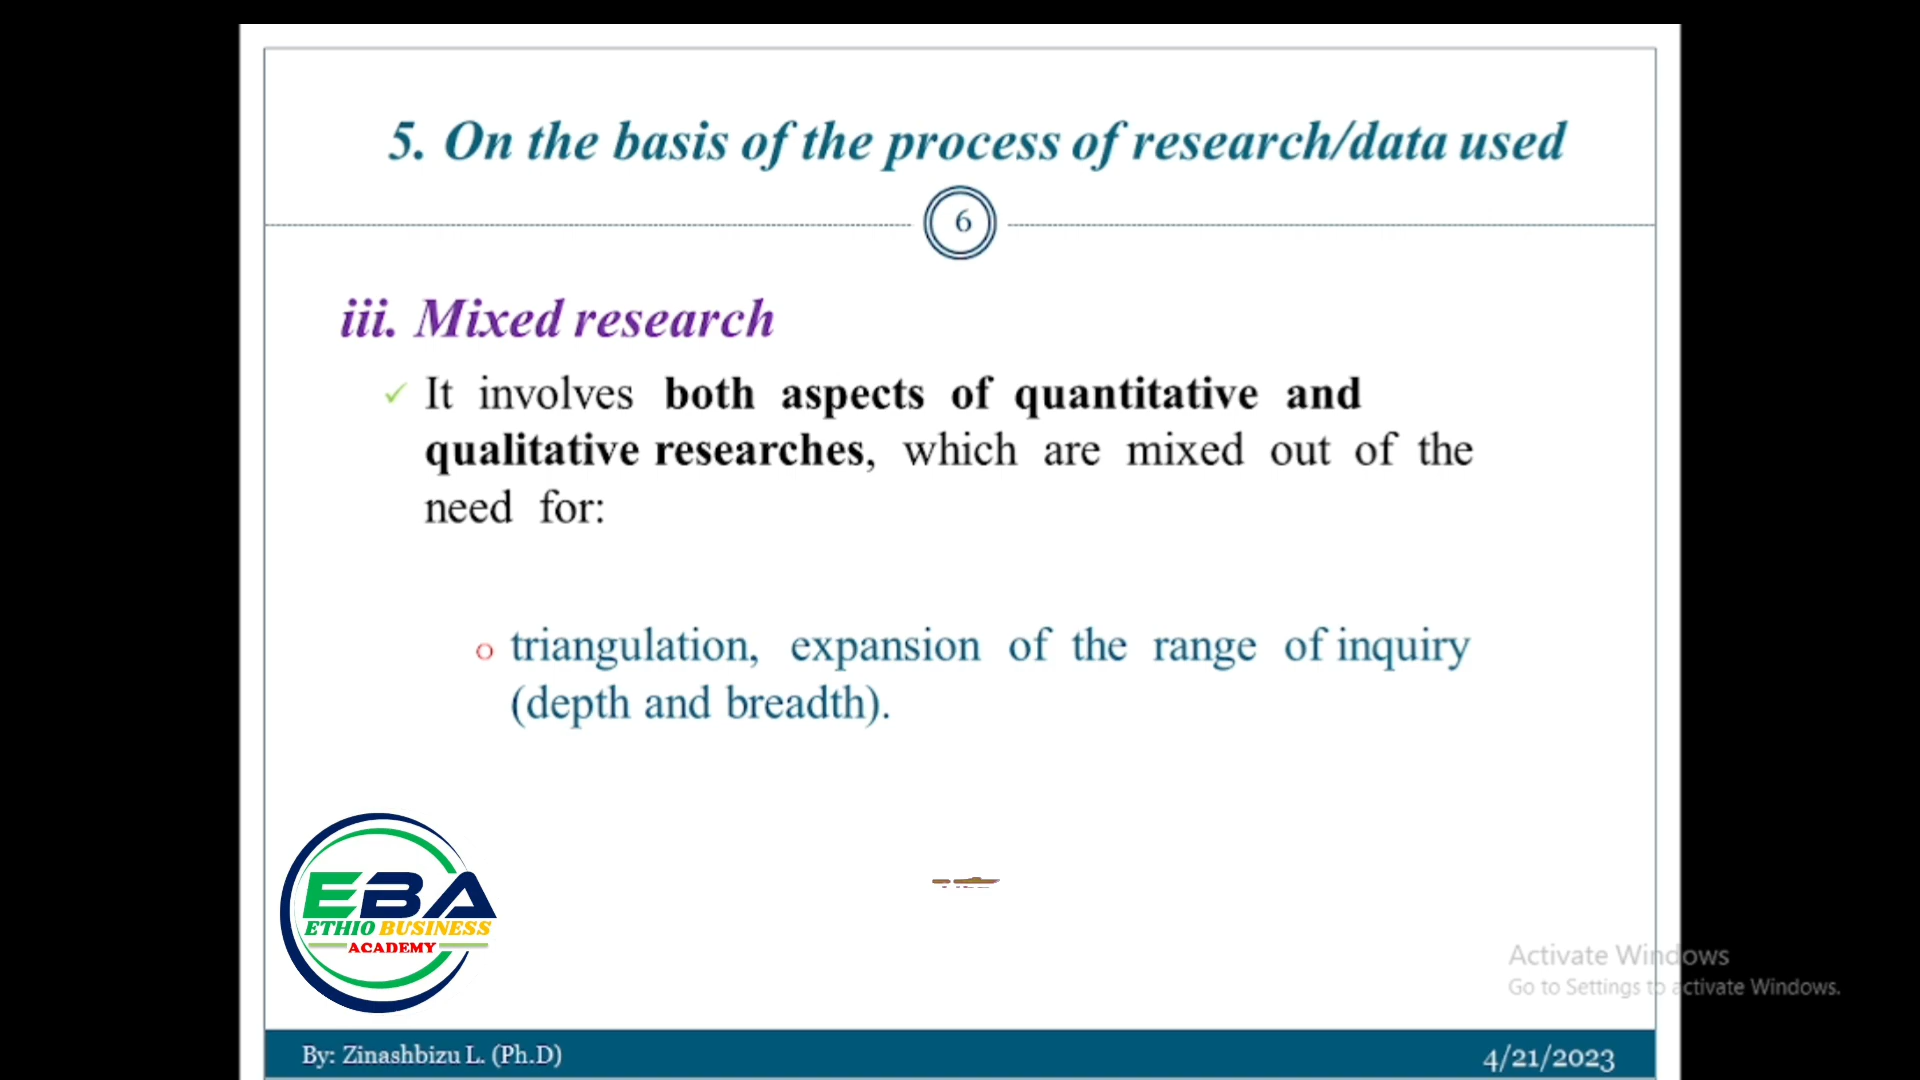 5. On the basis of the process of research/data used
6
iii. Mixed research
✓ It involves both aspects of quantitative and
qualitative researches, which are mixed out of the
need for:
o triangulation, expansion of the range of inquiry
(depth and breadth).
EBA
ETHIO BUSINESS
ACADEMY
Activate Windows
Go to Settings to activate Windows.
By: Zinashbizu L. (Ph.D)
4/21/2023